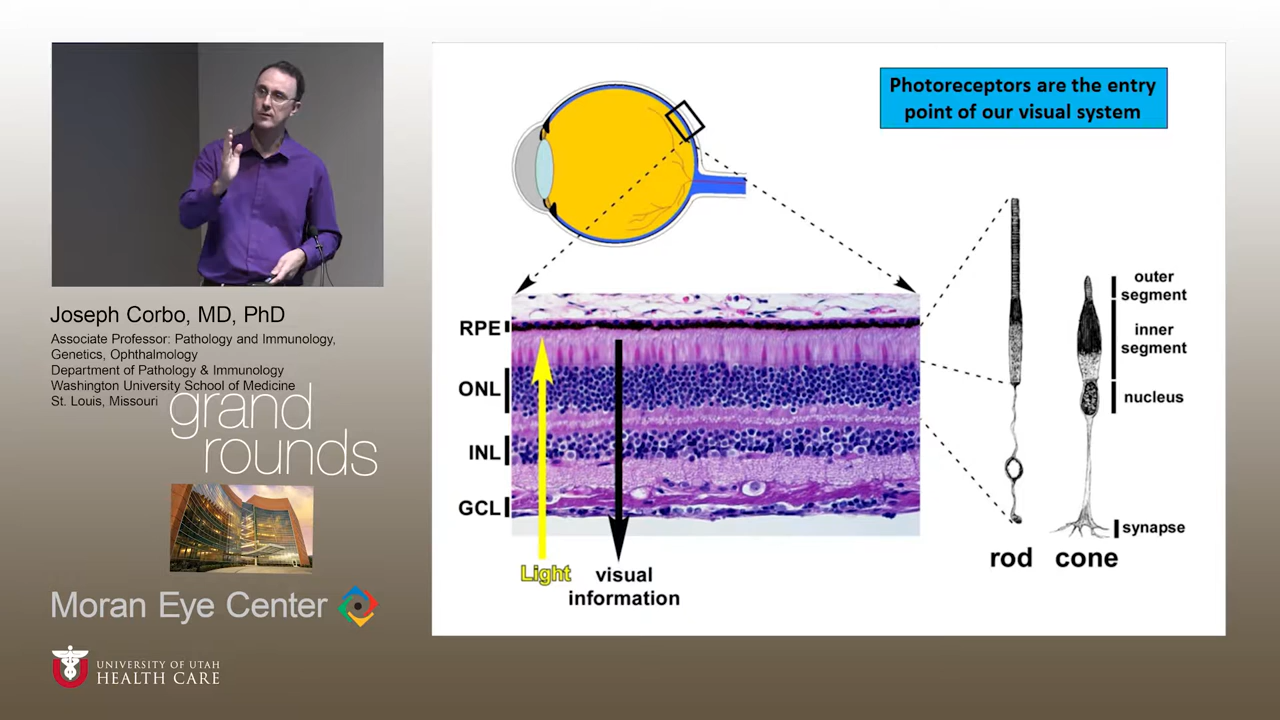 Joseph Corbo, MD, PhD
Associate Professor: Pathology and Immunology,
Genetics, Ophthalmology
Department of Pathology & Immunology
Washington University School of Medicine
St. Louis, Missouri
grand
rounds
Moran Eye Center
UNIVERSITY OF UTAH
HEALTH CARE
Photoreceptors are the entry
point of our visual system
RPE
ONL
INL
GCL
Light
visual
information
outer
segment
inner
segment
nucleus
synapse
rod
cone